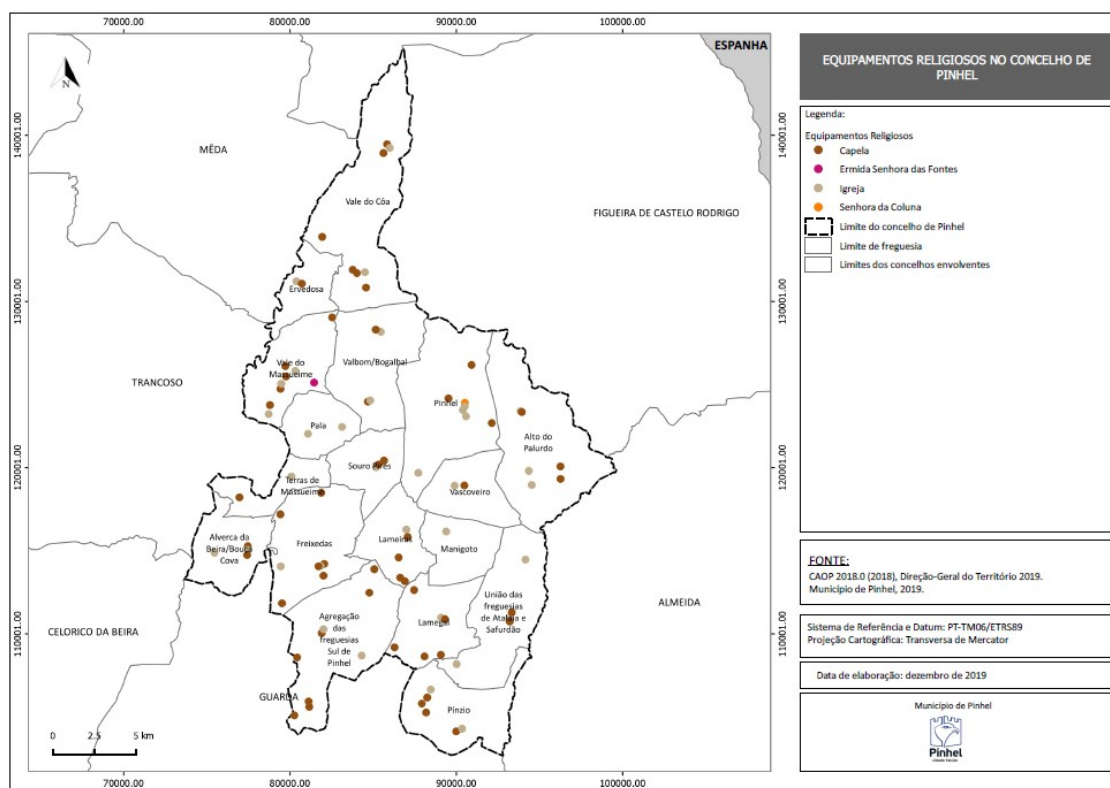 70000.00 80000.00 90000.00 100000.00
ESPANHA
N
MÊDA
140001.00 140001.00
Vale do Côa
FIGUEIRA DE CASTELO RODRIGO
Ervedosa
130001.00 130001.00
Vale do
Massueime
Valbom/Bogalhal
TRANCOSO
Pinhel
Pala
Alto do
Palurdo
Souro Pires
120001.00 120001.00
Terras de
Massueime
Vascoveiro
Alverca da
Beira/Bouça
Cova
Freixedas
Lameiras
Manigoto
União das
freguesias
de Atalaia e
Safurdão
ALMEIDA
CELORICO DA BEIRA
Agregação
das
freguesias
Sul de
Pinhel
Lamegal
110001.00 110001.00
GUARDA
Pínzio
0 2.5 5 km
70000.00 80000.00 90000.00 100000.00
EQUIPAMENTOS RELIGIOSOS NO CONCELHO DE
PINHEL
Legenda:
Equipamentos Religiosos
Capela
Ermida Senhora das Fontes
Igreja
Senhora da Coluna
Limite do concelho de Pinhel
Limite de freguesia
Limites dos concelhos envolventes
FONTE:
CAOP 2018.0 (2018), Direção-Geral do Território 2019.
Município de Pinhel, 2019.
Sistema de Referência e Datum: PT-TM06/ETRS89
Projeção Cartográfica: Transversa de Mercator
Data de elaboração: dezembro de 2019
Município de Pinhel
Pinhel
cidade falcão